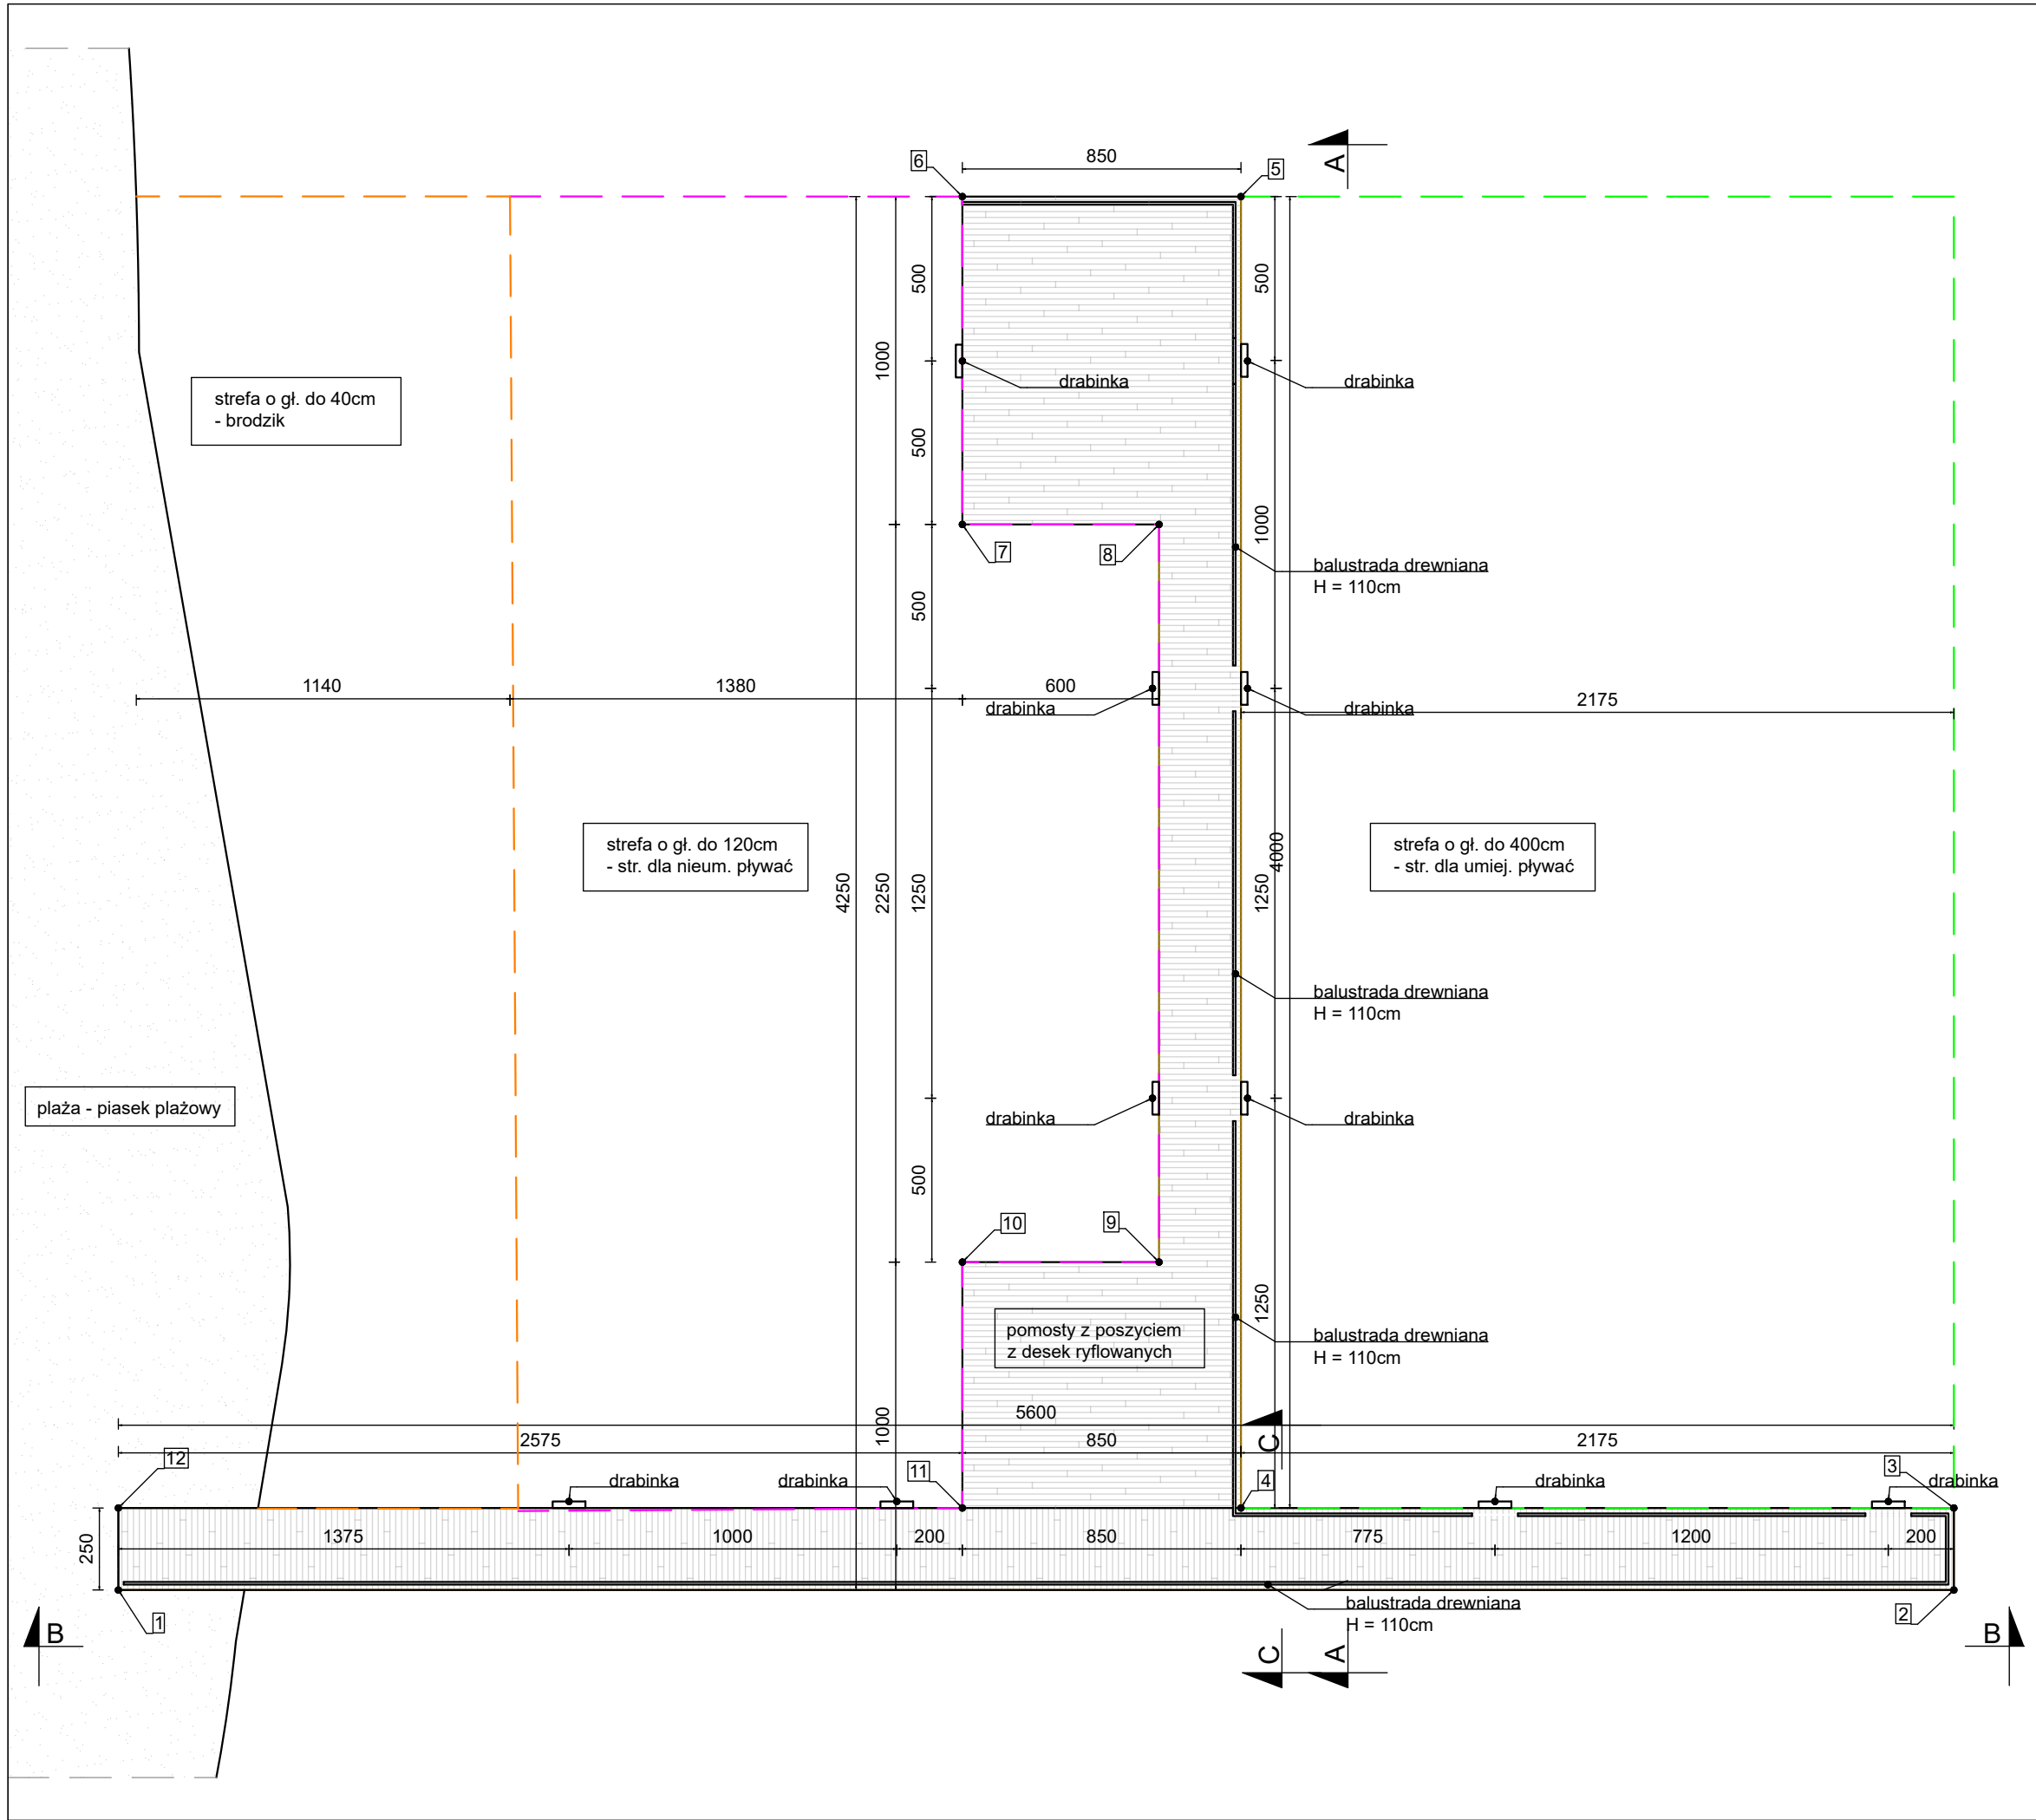 A
850
6
5
500
500
1000
strefa o gł. do 40cm
- brodzik
drabinka
drabinka
500
1000
7
8
balustrada drewniana
H = 110cm
500
1140
1380
600
2175
drabinka
drabinka
strefa o gł. do 120cm
- str. dla nieum. pływać
strefa o gł. do 400cm
- str. dla umiej. pływać
4250
2250
1250
1250
4000
balustrada drewniana
H = 110cm
plaża - piasek plażowy
drabinka
drabinka
500
10
9
1250
pomosty z poszyciem
z desek ryflowanych
balustrada drewniana
H = 110cm
1000
5600
2575
850
2175
C
12
11
4
3
drabinka
drabinka
drabinka
drabinka
250
1375
1000
200
850
775
1200
200
1
2
balustrada drewniana
H = 110cm
B
B
C
A